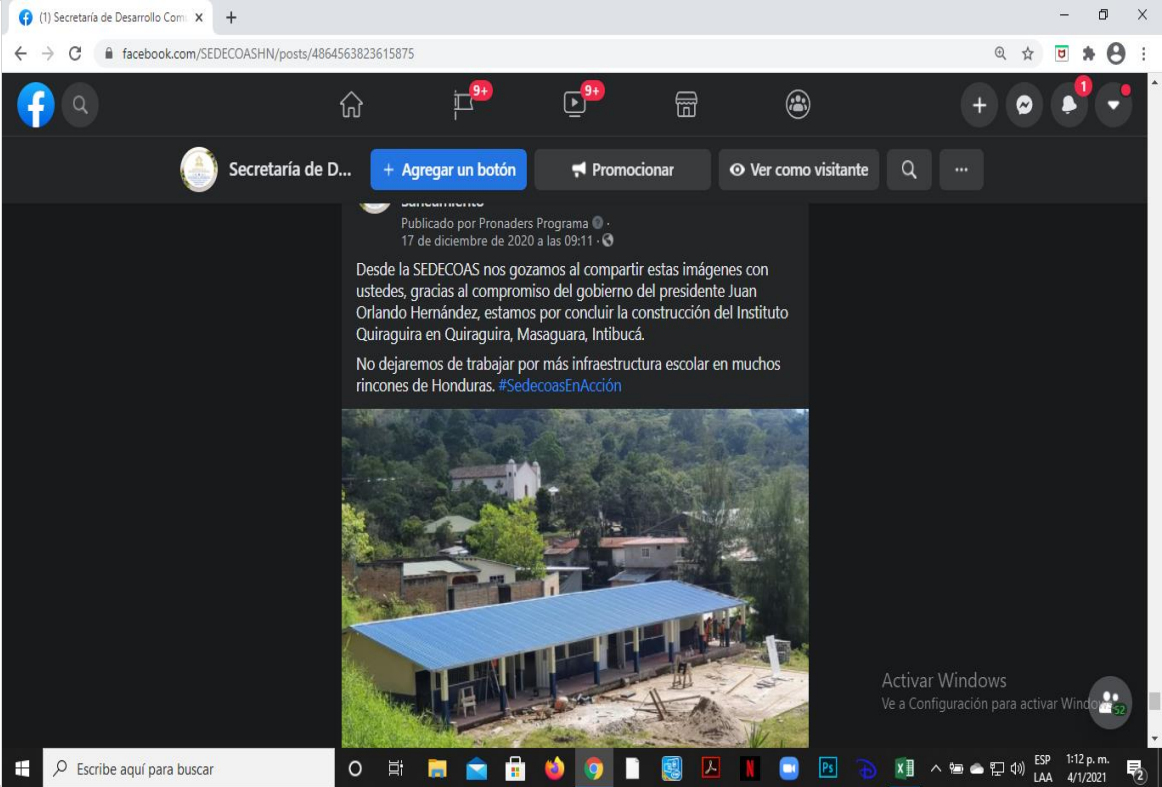 (1) Secretaría de Desarrollo Com
facebook.com/SEDECOASHN/posts/4864563823615875
9+
9+
1
Secretaría de D...
+ Agregar un botón
Promocionar
Ver como visitante
Saneamiento
Publicado por Pronaders Programa
17 de diciembre de 2020 a las 09:11 ·
Desde la SEDECOAS nos gozamos al compartir estas imágenes con
ustedes, gracias al compromiso del gobierno del presidente Juan
Orlando Hernández, estamos por concluir la construcción del Instituto
Quiraguira en Quiraguira, Masaguara, Intibucá.
No dejaremos de trabajar por más infraestructura escolar en muchos
rincones de Honduras. #SedecoasEnAcción
Activar Windows
Ve a Configuración para activar Windo
52
Escribe aquí para buscar
ESP
LAA
1:12 p. m.
4/1/2021
2